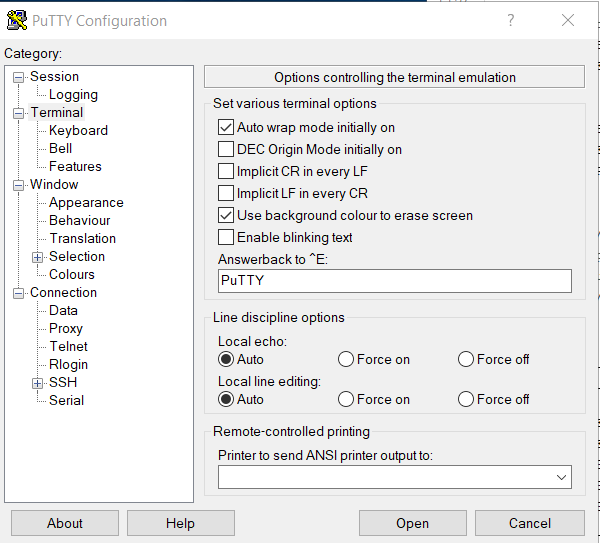 PuTTY Configuration
Category:
Session
Logging
Terminal
Keyboard
Bell
Features
Window
Appearance
Behaviour
Translation
Selection
Colours
Connection
Data
Proxy
Telnet
Rlogin
SSH
Serial
Options controlling the terminal emulation
Set various terminal options
Auto wrap mode initially on
DEC Origin Mode initially on
Implicit CR in every LF
Implicit LF in every CR
Use background colour to erase screen
Enable blinking text
Answerback to ^E:
PuTTY
Line discipline options
Local echo:
Auto Force on Force off
Local line editing:
Auto Force on Force off
Remote-controlled printing
Printer to send ANSI printer output to:
About Help Open Cancel